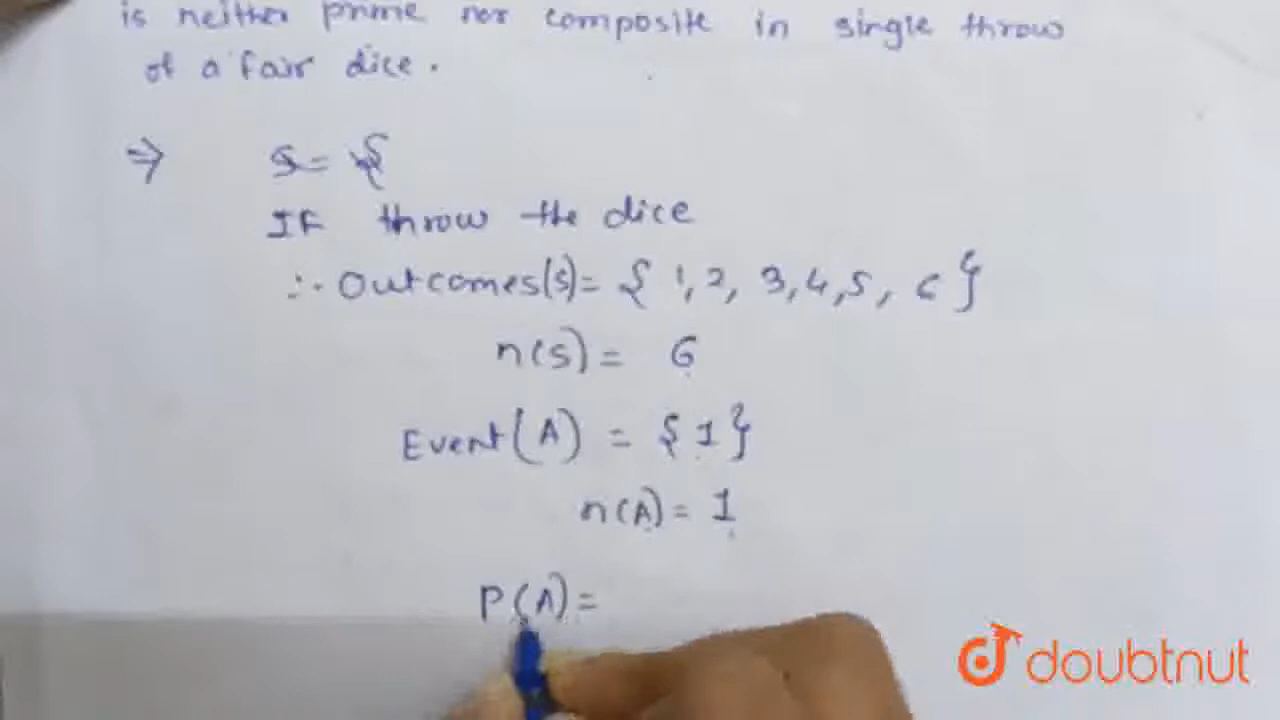 is neither prime nor composite in single throw
of a fair dice.
⇒ S= {
If throw the dice
∴ Outcomes(s)= { 1, 2, 3, 4, 5, 6 }
n(s)= 6
Event(A) = { 1 }
n(A)= 1
P(A)=
doubtnut